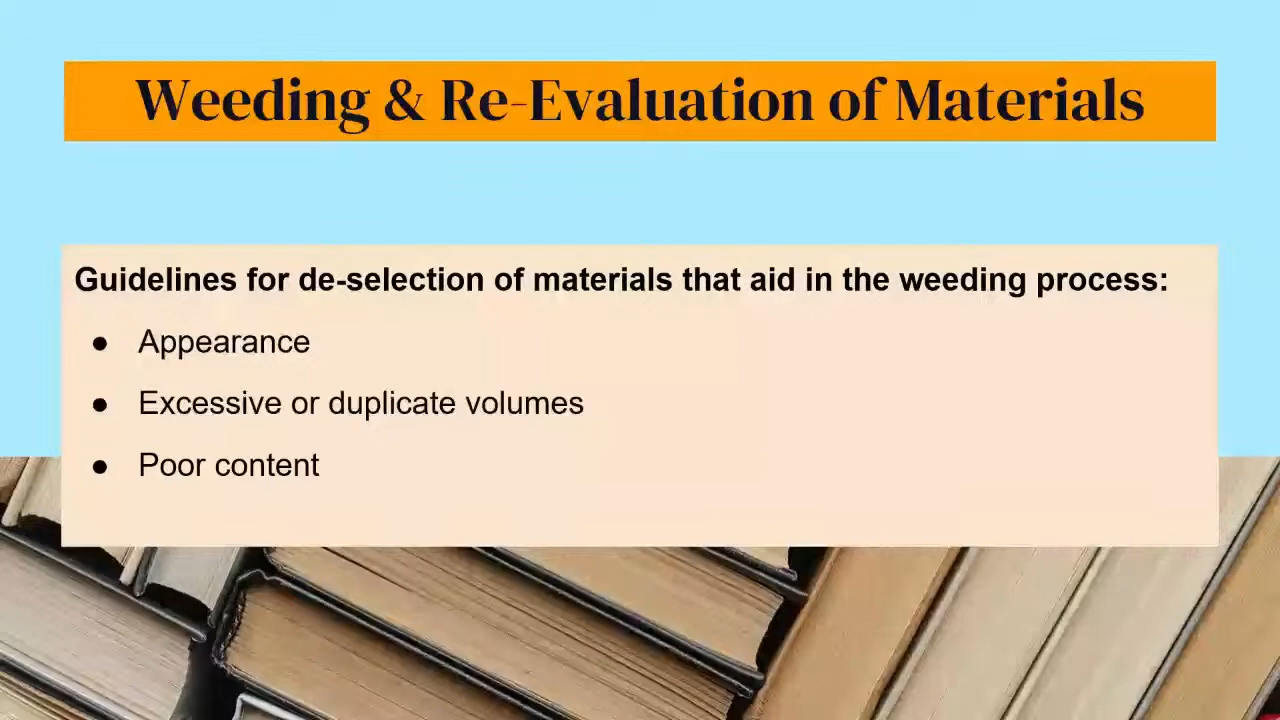 Weeding & Re-Evaluation of Materials
Guidelines for de-selection of materials that aid in the weeding process:
● Appearance
● Excessive or duplicate volumes
● Poor content